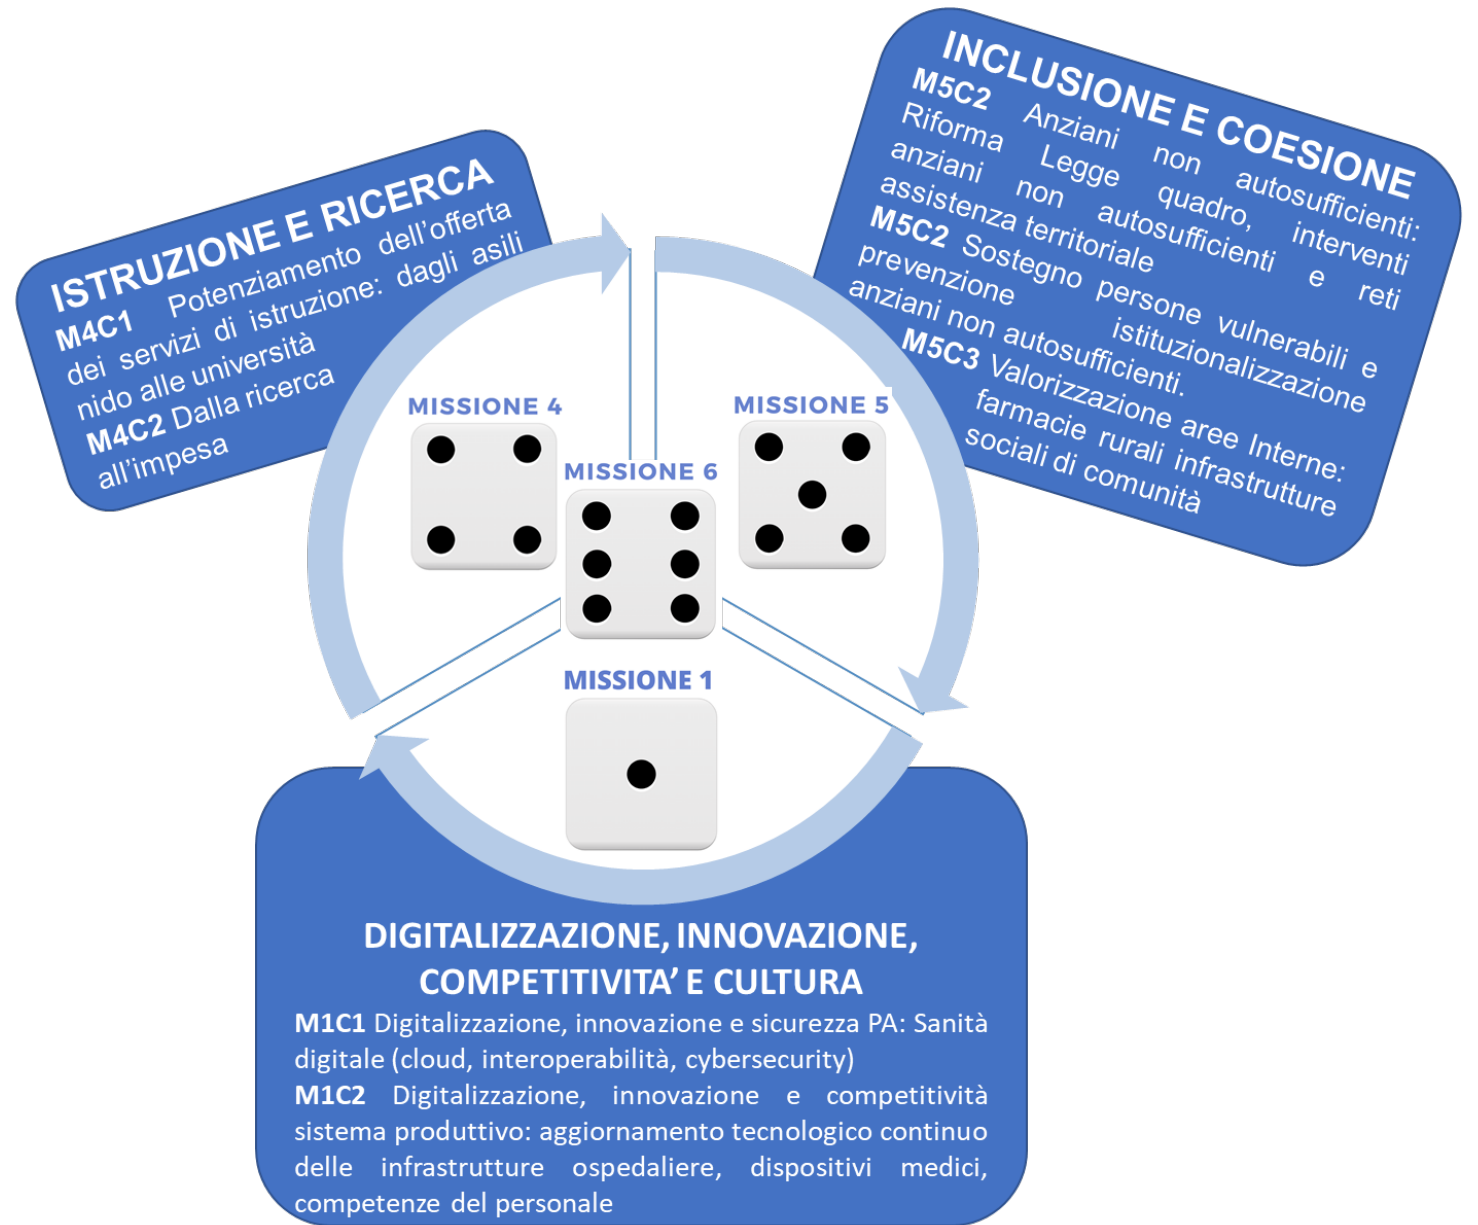 ISTRUZIONE E RICERCA
M4C1 Potenziamento dell'offerta
dei servizi di istruzione: dagli asili
nido alle università
M4C2 Dalla ricerca
all'impesa
INCLUSIONE E COESIONE
M5C2 Anziani non autosufficienti:
Riforma Legge quadro, interventi
anziani non autosufficienti e reti
assistenza territoriale
M5C2 Sostegno persone vulnerabili e
prevenzione istituzionalizzazione
anziani non autosufficienti.
M5C3 Valorizzazione aree Interne:
farmacie rurali infrastrutture
sociali di comunità
MISSIONE 4
MISSIONE 5
MISSIONE 6
MISSIONE 1
DIGITALIZZAZIONE, INNOVAZIONE,
COMPETITIVITA' E CULTURA
M1C1 Digitalizzazione, innovazione e sicurezza PA: Sanità
digitale (cloud, interoperabilità, cybersecurity)
M1C2 Digitalizzazione, innovazione e competitività
sistema produttivo: aggiornamento tecnologico continuo
delle infrastrutture ospedaliere, dispositivi medici,
competenze del personale